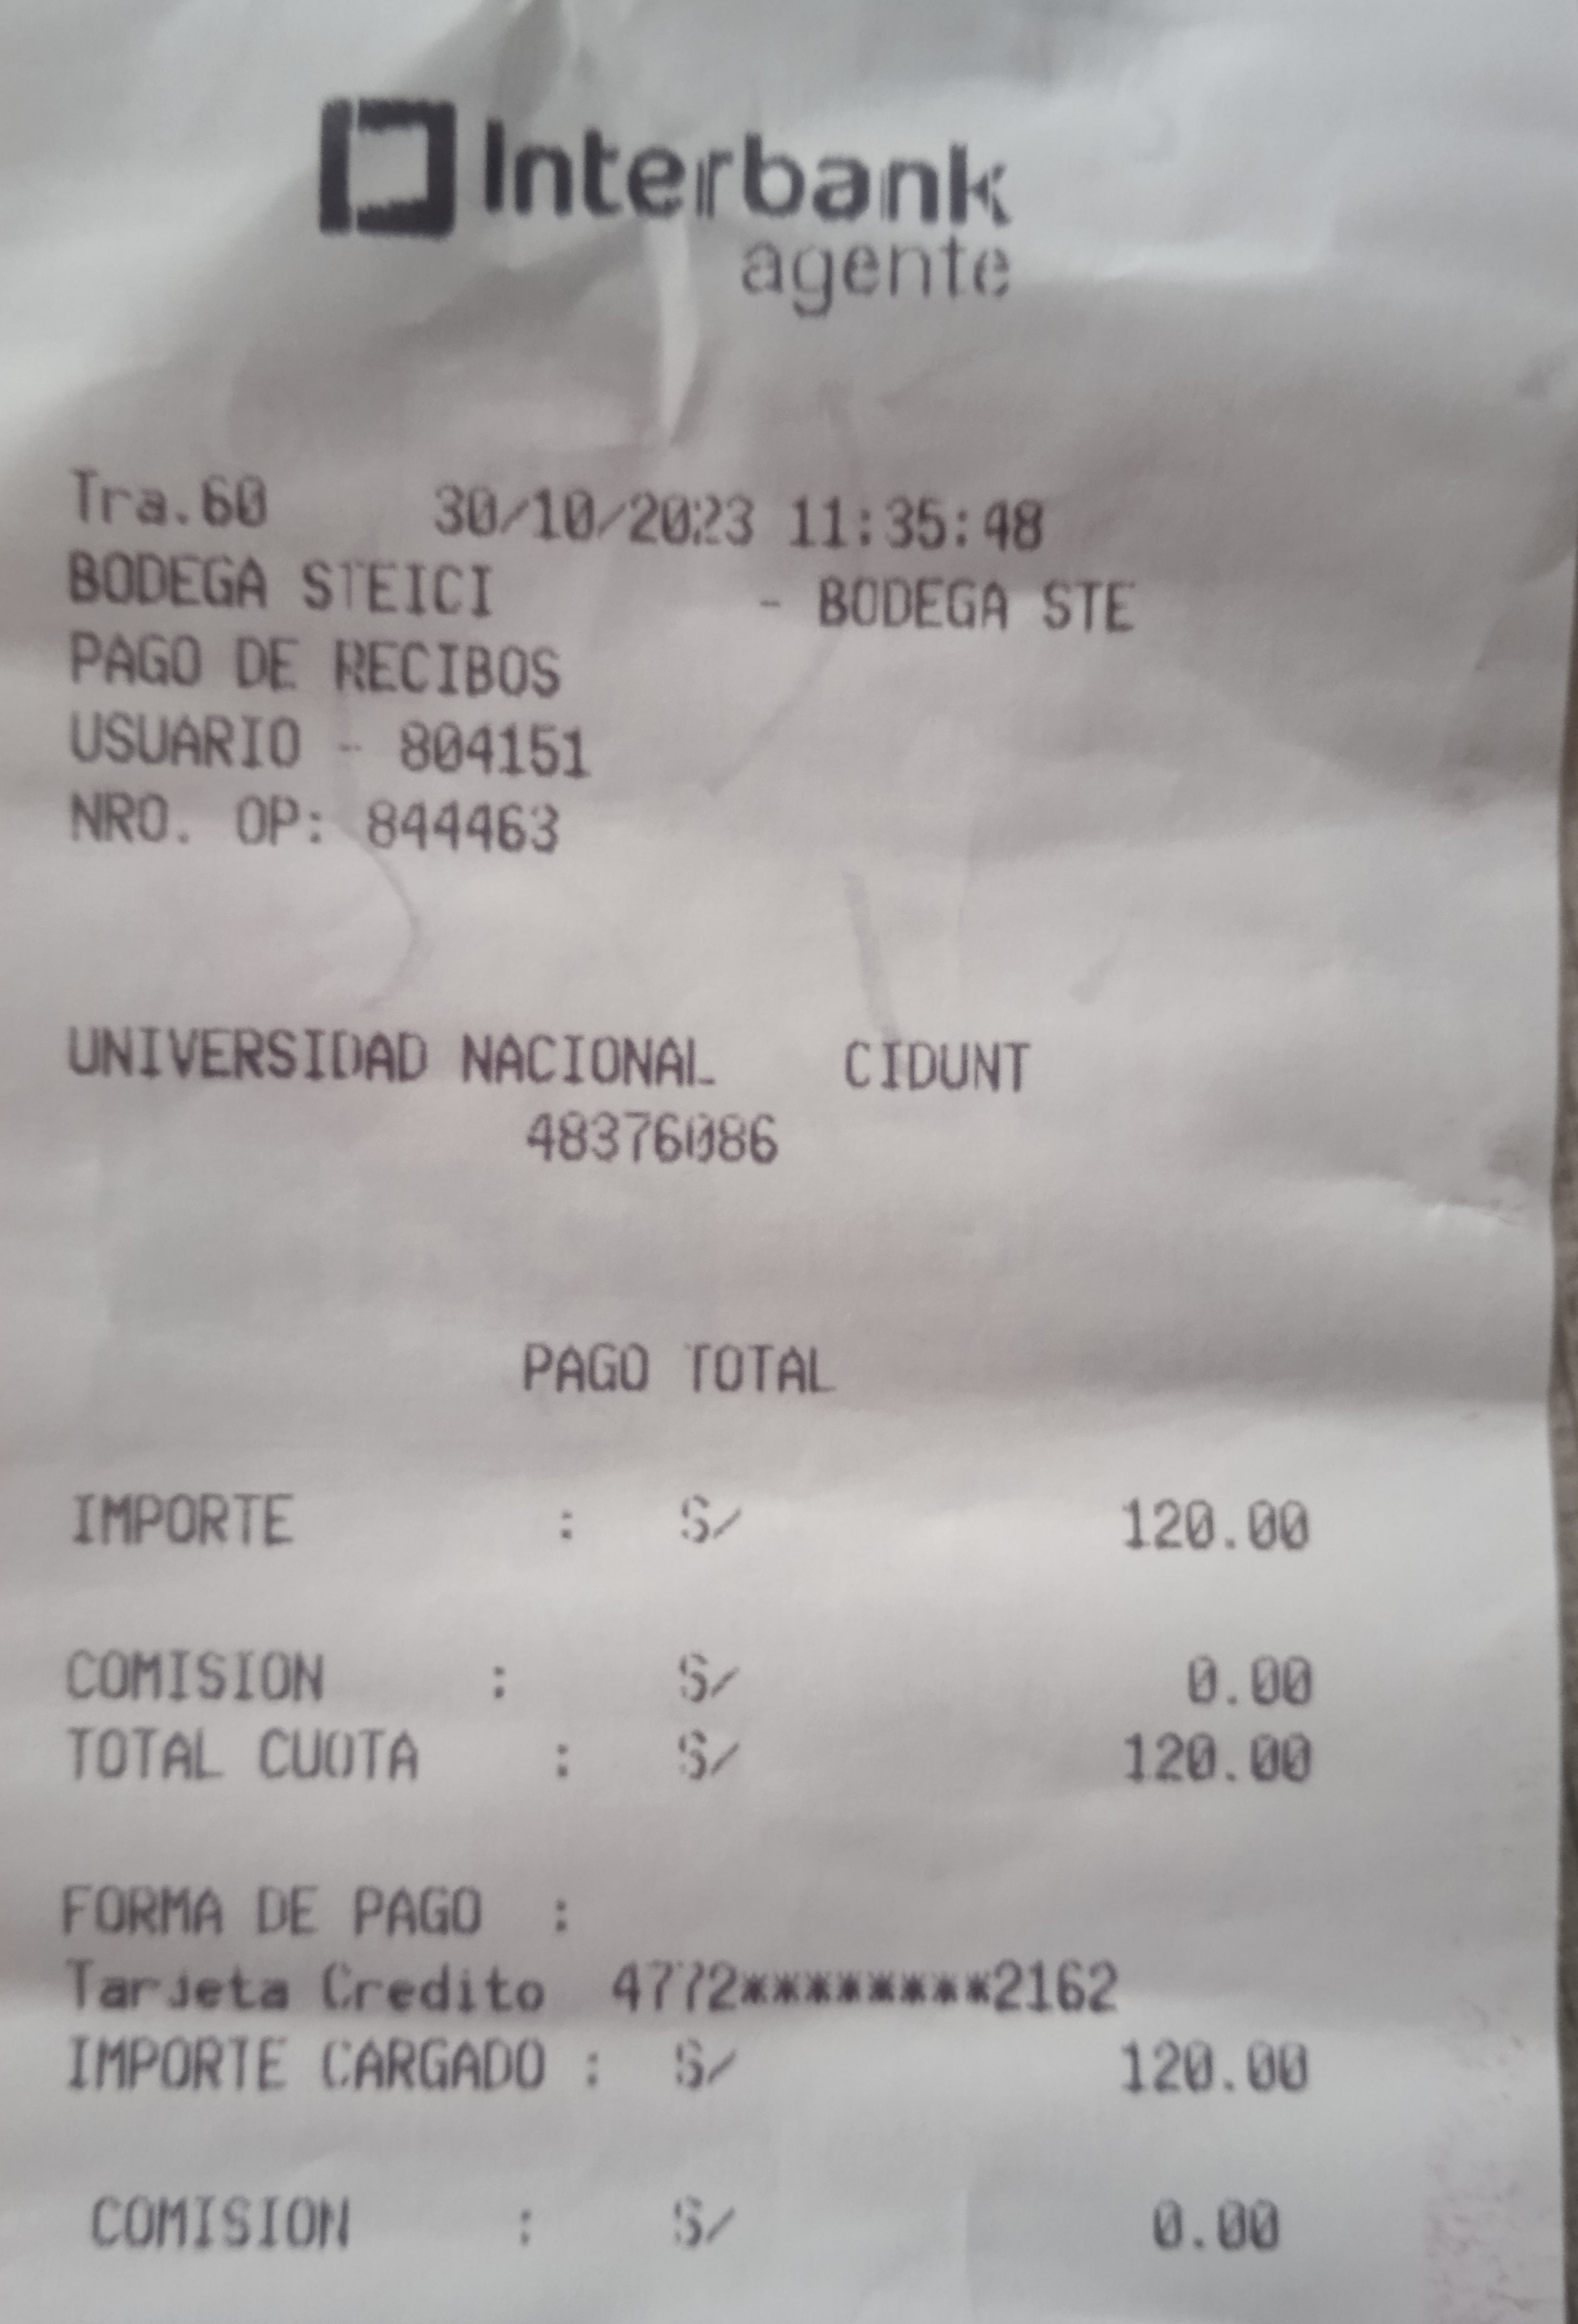 Interbank
agente
Tra.60 30/10/2023 11:35:48
BODEGA STEICI - BODEGA STE
PAGO DE RECIBOS
USUARIO - 804151
NRO. OP: 844463
UNIVERSIDAD NACIONAL CIDUNT
48376086
PAGO TOTAL
IMPORTE : S/ 120.00
COMISION : S/ 0.00
TOTAL CUOTA : S/ 120.00
FORMA DE PAGO :
Tarjeta Credito 4772********2162
IMPORTE CARGADO : S/ 120.00
COMISION : S/ 0.00